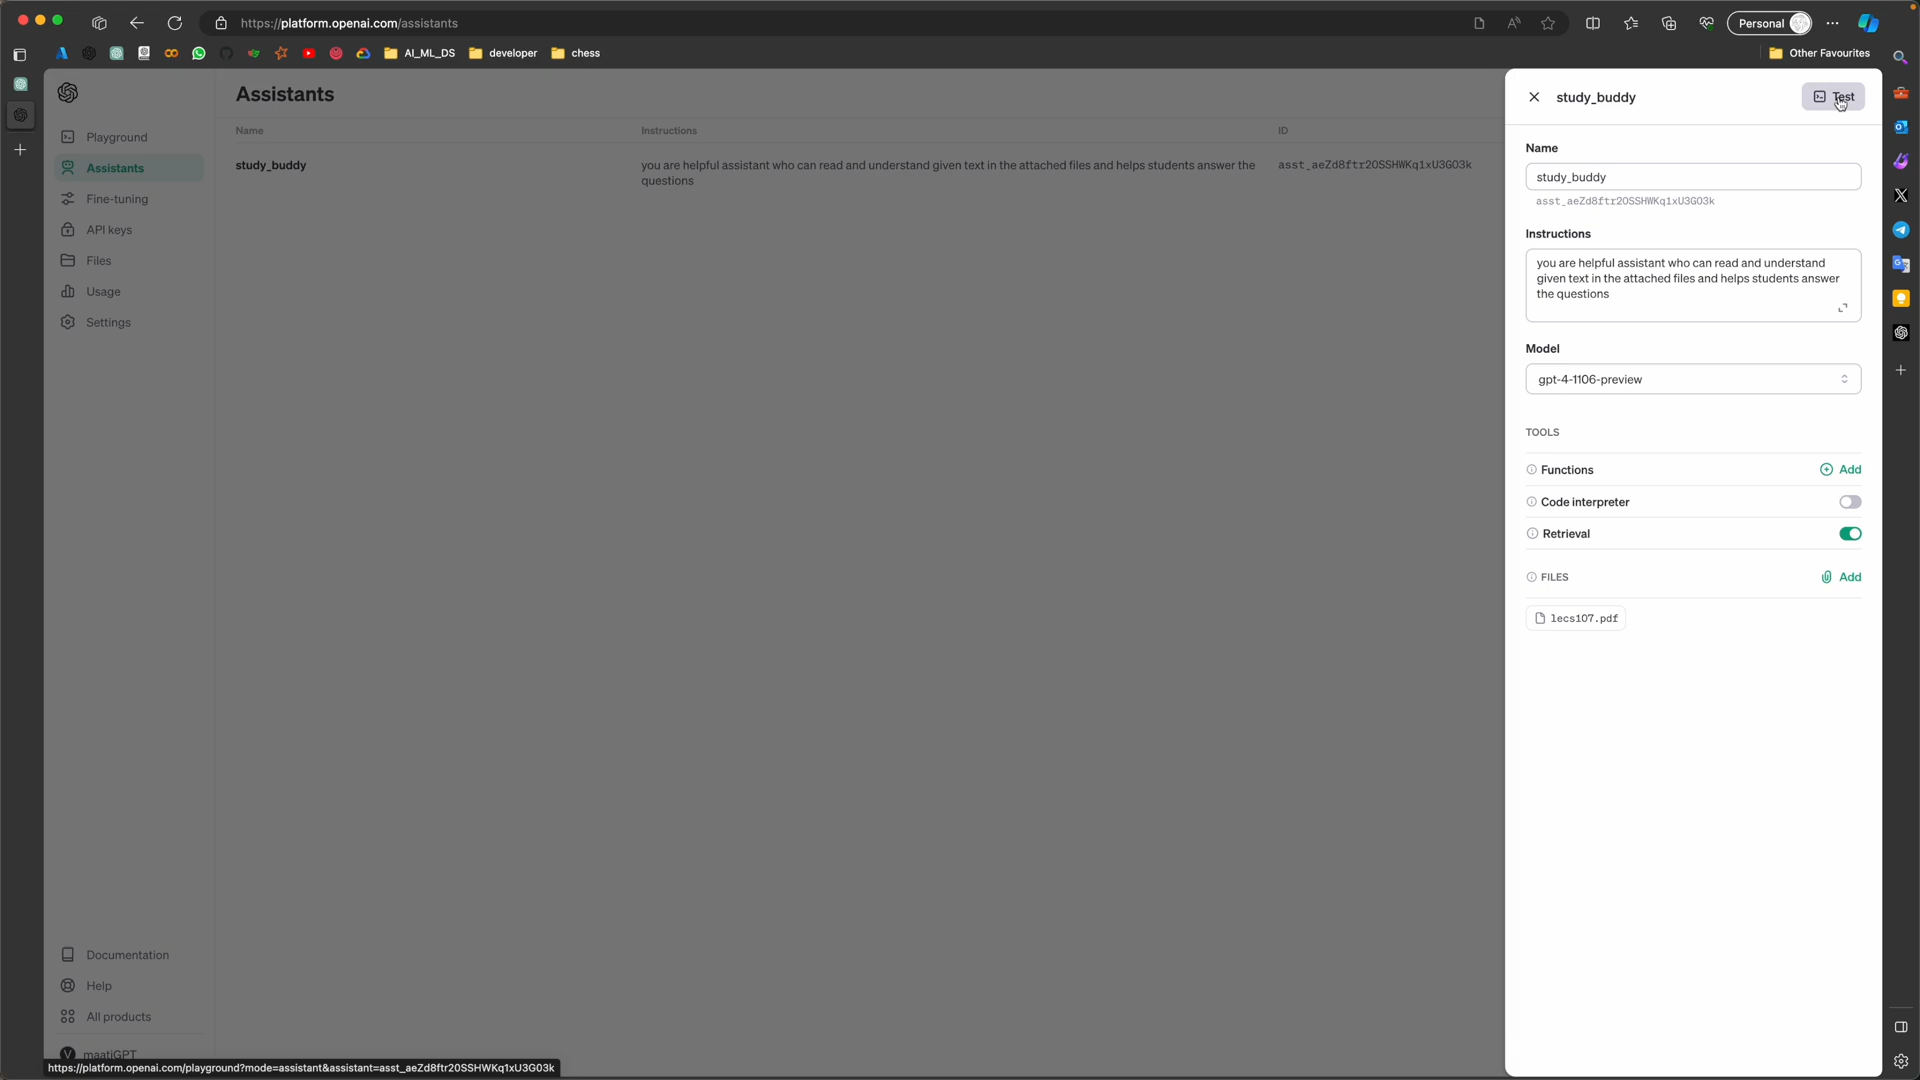 https://platform.openai.com/assistants
Personal
AI_ML_DS
developer
chess
Other Favourites
Playground
Assistants
Fine-tuning
API keys
Files
Usage
Settings
Documentation
Help
All products
maatiGPT
https://platform.openai.com/playground?mode=assistant&assistant=asst_aeZd8ftr2OSSHWKq1xU3GO3k
Assistants
Name
Instructions
ID
study_buddy
you are helpful assistant who can read and understand given text in the attached files and helps students answer the
questions
asst_aeZd8ftr2OSSHWKq1xU3GO3k
study_buddy
Test
Name
study_buddy
asst_aeZd8ftr2OSSHWKq1xU3GO3k
Instructions
you are helpful assistant who can read and understand
given text in the attached files and helps students answer
the questions
Model
gpt-4-1106-preview
TOOLS
Functions
Add
Code interpreter
Retrieval
FILES
Add
lecs107.pdf